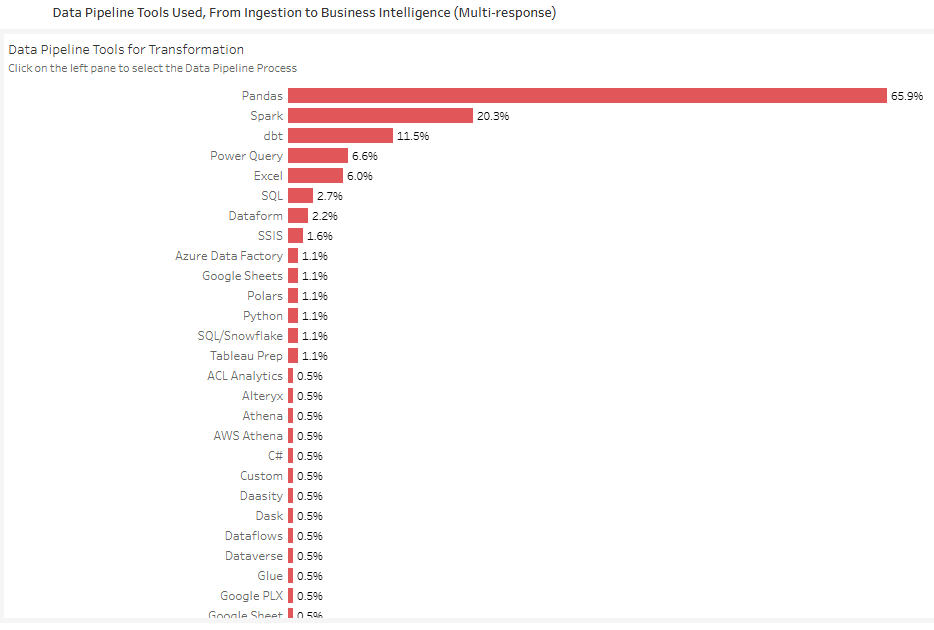 Data Pipeline Tools Used, From Ingestion to Business Intelligence (Multi-response)
Data Pipeline Tools for Transformation
Click on the left pane to select the Data Pipeline Process
Pandas 65.9%
Spark 20.3%
dbt 11.5%
Power Query 6.6%
Excel 6.0%
SQL 2.7%
Dataform 2.2%
SSIS 1.6%
Azure Data Factory 1.1%
Google Sheets 1.1%
Polars 1.1%
Python 1.1%
SQL/Snowflake 1.1%
Tableau Prep 1.1%
ACL Analytics 0.5%
Alteryx 0.5%
Athena 0.5%
AWS Athena 0.5%
C# 0.5%
Custom 0.5%
Daasity 0.5%
Dask 0.5%
Dataflows 0.5%
Dataverse 0.5%
Glue 0.5%
Google PLX 0.5%
Google Sheet 0.5%